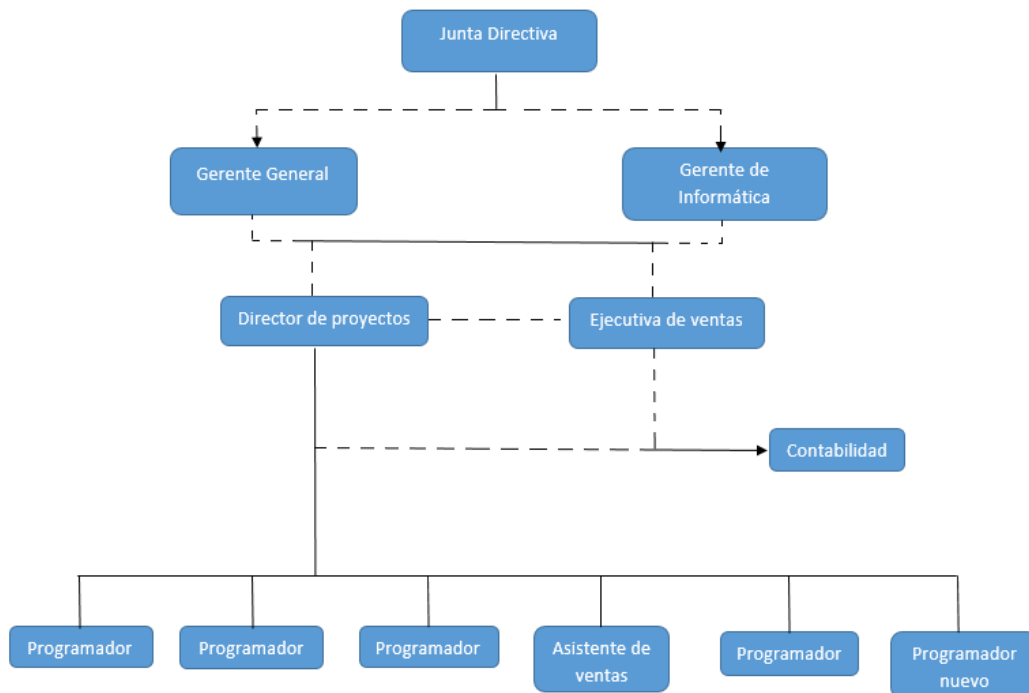 Junta Directiva
Gerente General
Gerente de
Informática
Director de proyectos
Ejecutiva de ventas
Contabilidad
Programador
Programador
Programador
Asistente de
ventas
Programador
Programador
nuevo